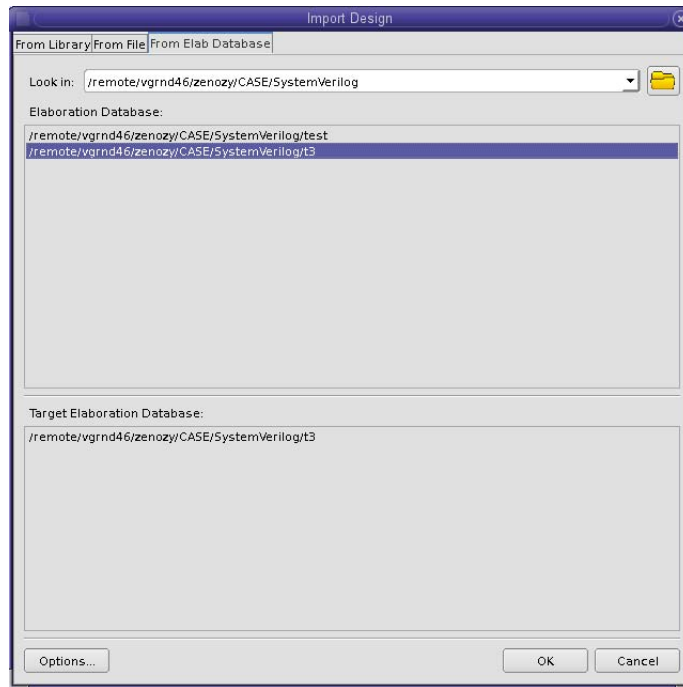 Import Design
From Library From File From Elab Database
Look in: /remote/vgrnd46/zenozy/CASE/SystemVerilog
Elaboration Database:
/remote/vgrnd46/zenozy/CASE/SystemVerilog/test
/remote/vgrnd46/zenozy/CASE/SystemVerilog/t3
Target Elaboration Database:
/remote/vgrnd46/zenozy/CASE/SystemVerilog/t3
Options... OK Cancel